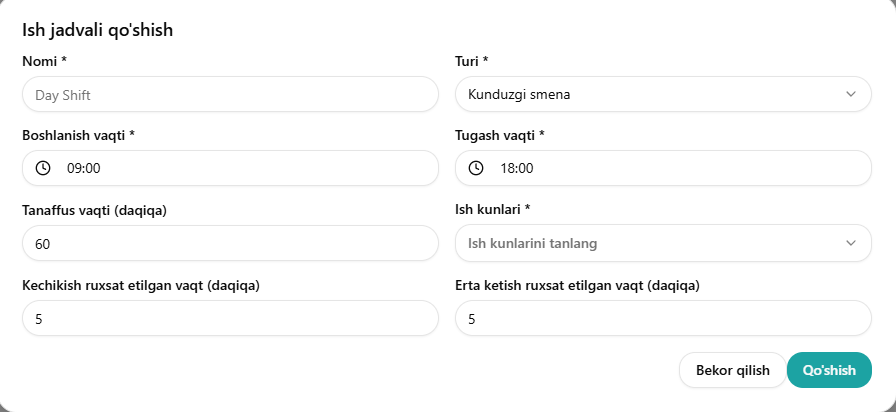 Ish jadvali qo'shish
Nomi *
Turi *
Day Shift
Kunduzgi smena
Boshlanish vaqti *
Tugash vaqti *
09:00
18:00
Tanaffus vaqti (daqiqa)
Ish kunlari *
60
Ish kunlarini tanlang
Kechikish ruxsat etilgan vaqt (daqiqa)
Erta ketish ruxsat etilgan vaqt (daqiqa)
5
5
Bekor qilish
Qo'shish